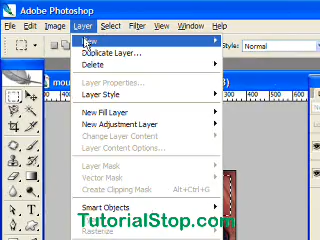 Adobe Photoshop
File Edit Image Layer Select Filter View Window Help
Style: Normal
New
Duplicate Layer...
Delete
Layer Properties...
Layer Style
New Fill Layer
New Adjustment Layer
Change Layer Content
Layer Content Options...
Layer Mask
Vector Mask
Create Clipping Mask Alt+Ctrl+G
Smart Objects
TutorialStop.com
Rasterize